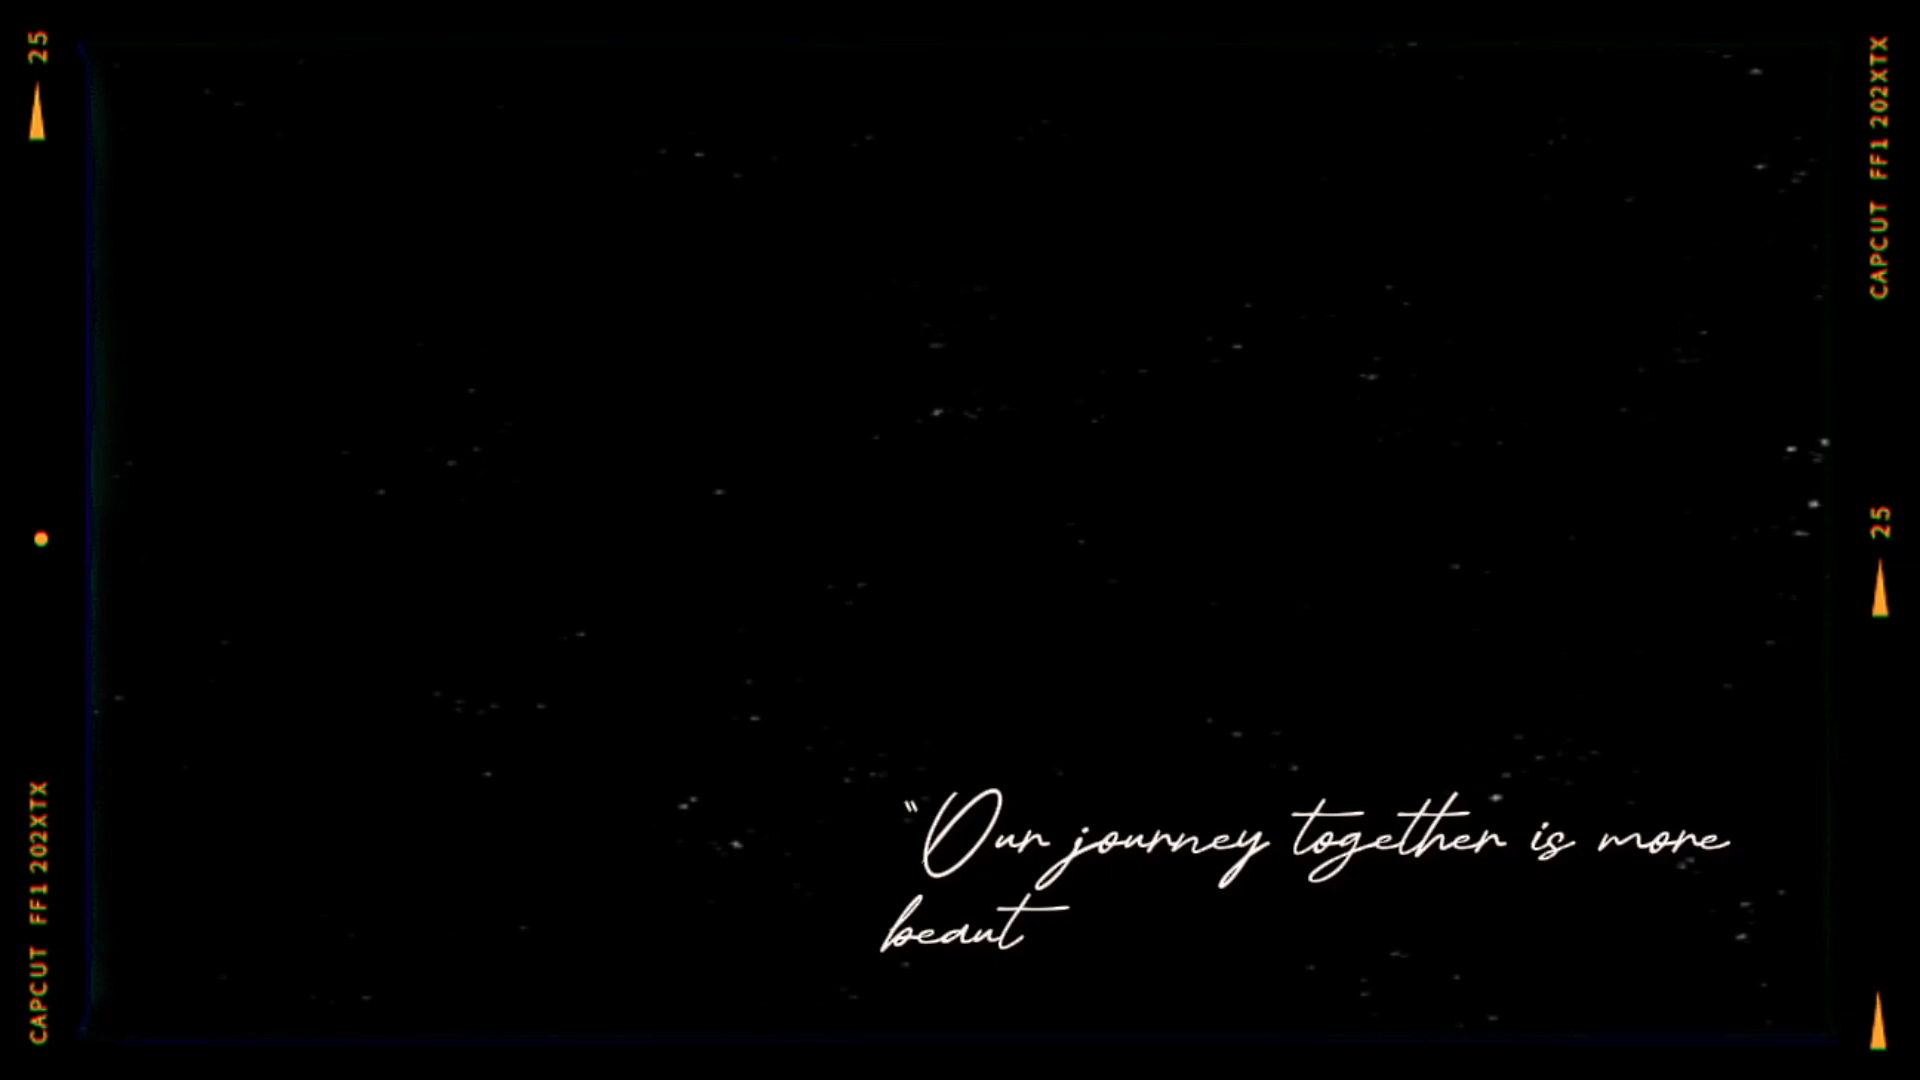 25
CAPCUT FF1 202XTX
"Our journey together is more
beaut
CAPCUT FF1 202XTX
25